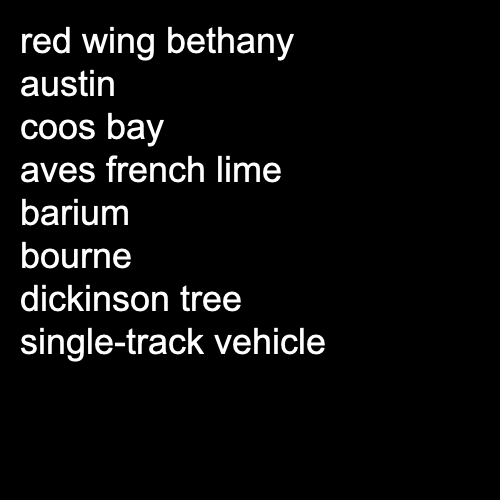 red wing bethany
austin
coos bay
aves french lime
barium
bourne
dickinson tree
single-track vehicle